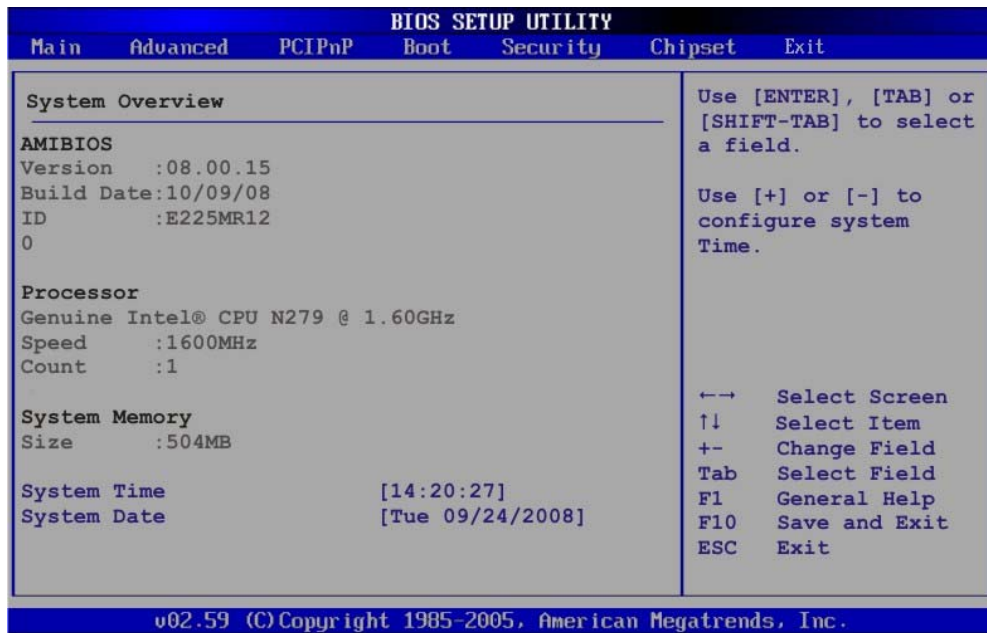 BIOS SETUP UTILITY
Main Advanced PCIPnP Boot Security Chipset Exit
System Overview
AMIBIOS
Version :08.00.15
Build Date:10/09/08
ID :E225MR12
0
Processor
Genuine Intel® CPU N279 @ 1.60GHz
Speed :1600MHz
Count :1
System Memory
Size :504MB
System Time [14:20:27]
System Date [Tue 09/24/2008]
Use [ENTER], [TAB] or
[SHIFT-TAB] to select
a field.
Use [+] or [-] to
configure system
Time.
←→ Select Screen
↑↓ Select Item
+- Change Field
Tab Select Field
F1 General Help
F10 Save and Exit
ESC Exit
v02.59 (C)Copyright 1985-2005, American Megatrends, Inc.